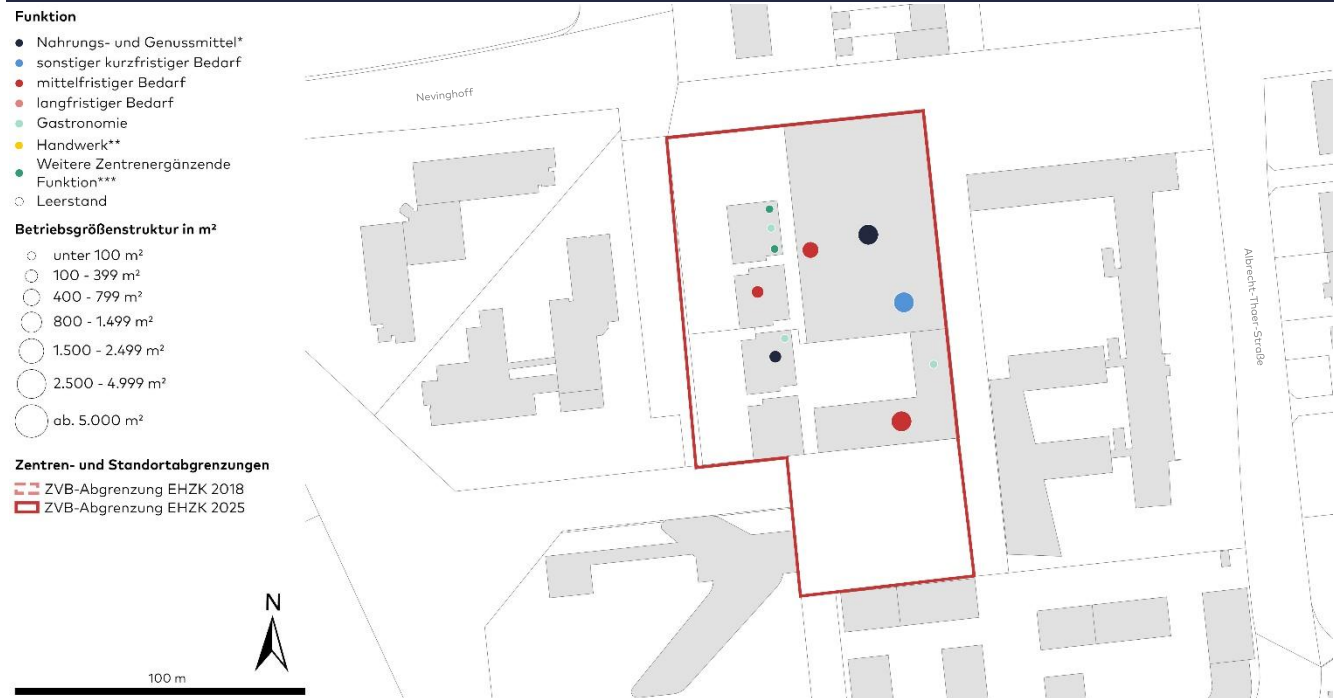 Funktion
Nahrungs- und Genussmittel*
sonstiger kurzfristiger Bedarf
mittelfristiger Bedarf
langfristiger Bedarf
Gastronomie
Handwerk**
Weitere Zentrenergänzende
Funktion***
Leerstand
Betriebsgrößenstruktur in m²
unter 100 m²
100 - 399 m²
400 - 799 m²
800 - 1.499 m²
1.500 - 2.499 m²
2.500 - 4.999 m²
ab. 5.000 m²
Zentren- und Standortabgrenzungen
ZVB-Abgrenzung EHZK 2018
ZVB-Abgrenzung EHZK 2025
N
100 m
Nevinghoff
Albrecht-Thaer-Straße